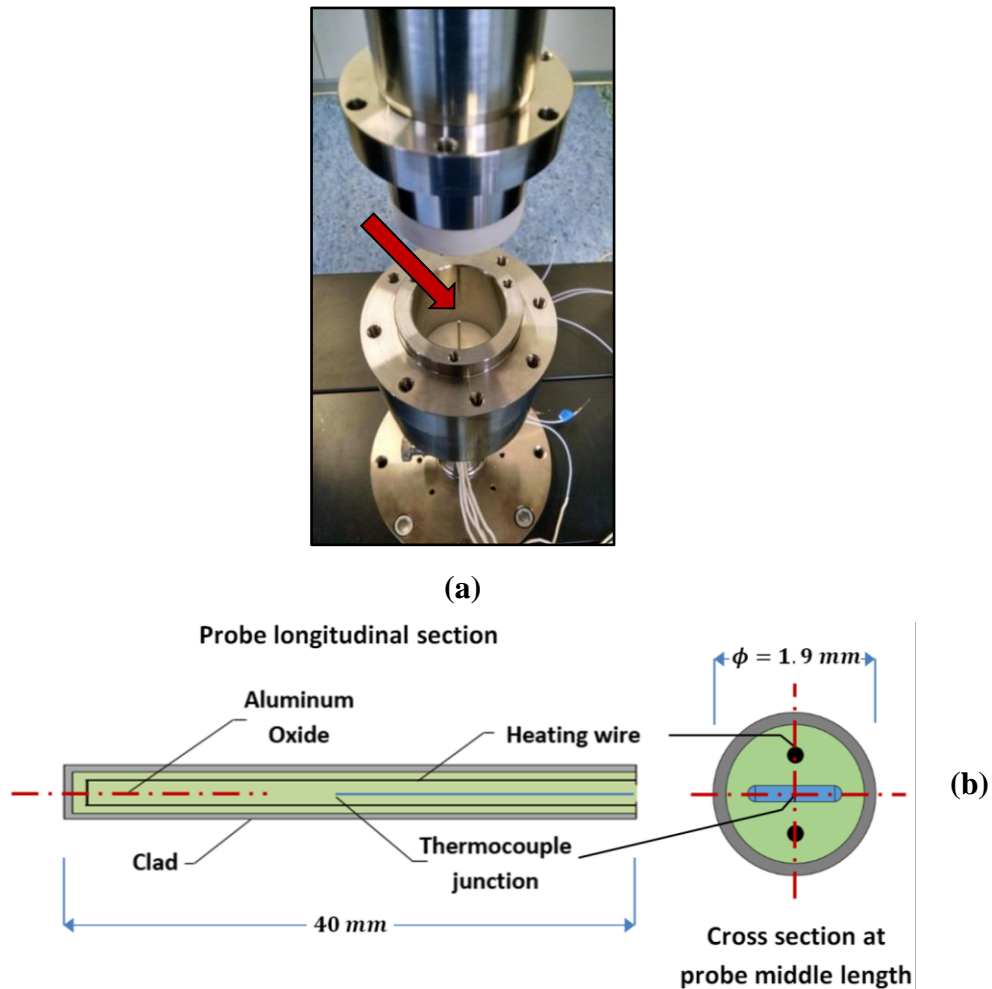 (a)
Probe longitudinal section
ϕ = 1.9 mm
Aluminum
Oxide
Heating wire
(b)
Clad
Thermocouple
junction
40 mm
Cross section at
probe middle length